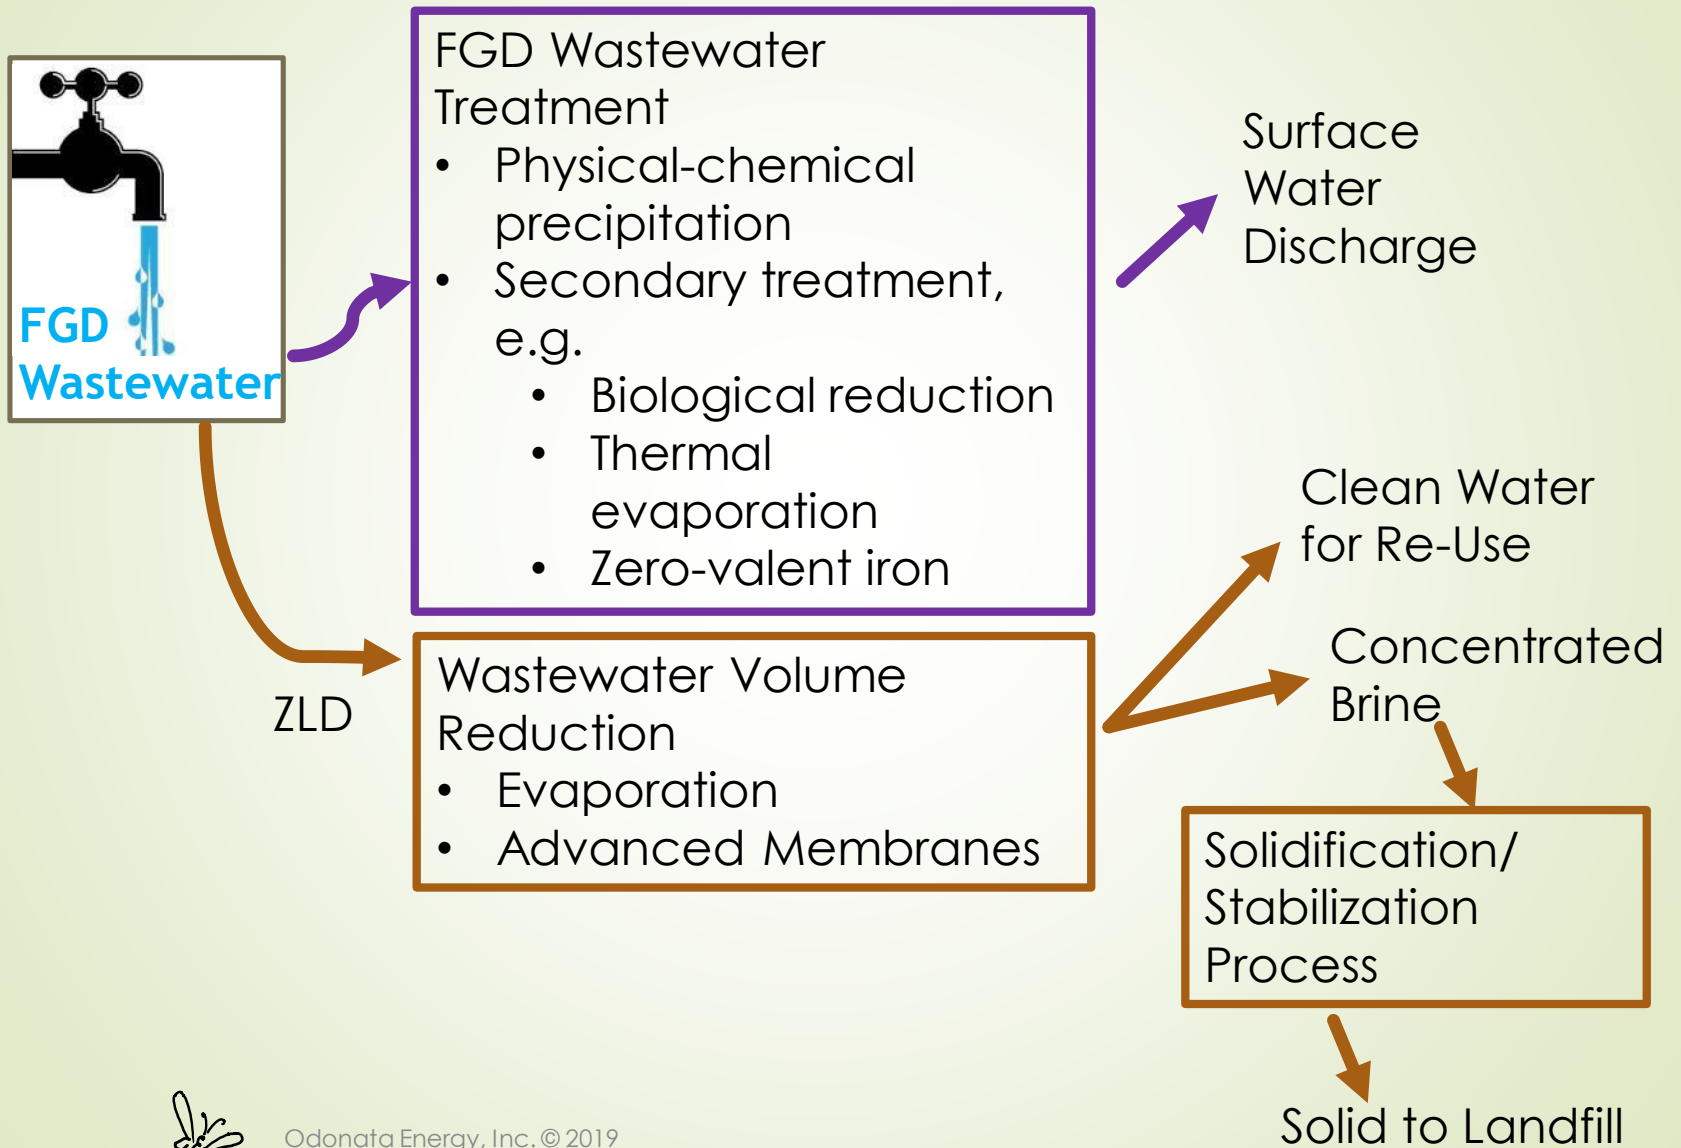 FGD
Wastewater
FGD Wastewater
Treatment
• Physical-chemical
precipitation
• Secondary treatment,
e.g.
• Biological reduction
• Thermal
evaporation
• Zero-valent iron
Surface
Water
Discharge
ZLD
Wastewater Volume
Reduction
• Evaporation
• Advanced Membranes
Clean Water
for Re-Use
Concentrated
Brine
Solidification/
Stabilization
Process
Solid to Landfill
Odonata Energy, Inc. © 2019